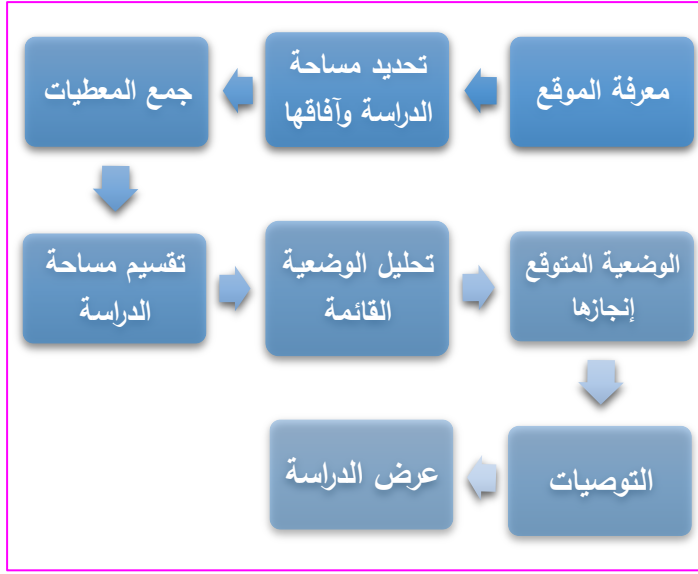 معرفة الموقع
تحديد مساحة
الدراسة وآفاقها
جمع المعطيات
تقسيم مساحة
الدراسة
تحليل الوضعية
القائمة
الوضعية المتوقع
إنجازها
التوصيات
عرض الدراسة